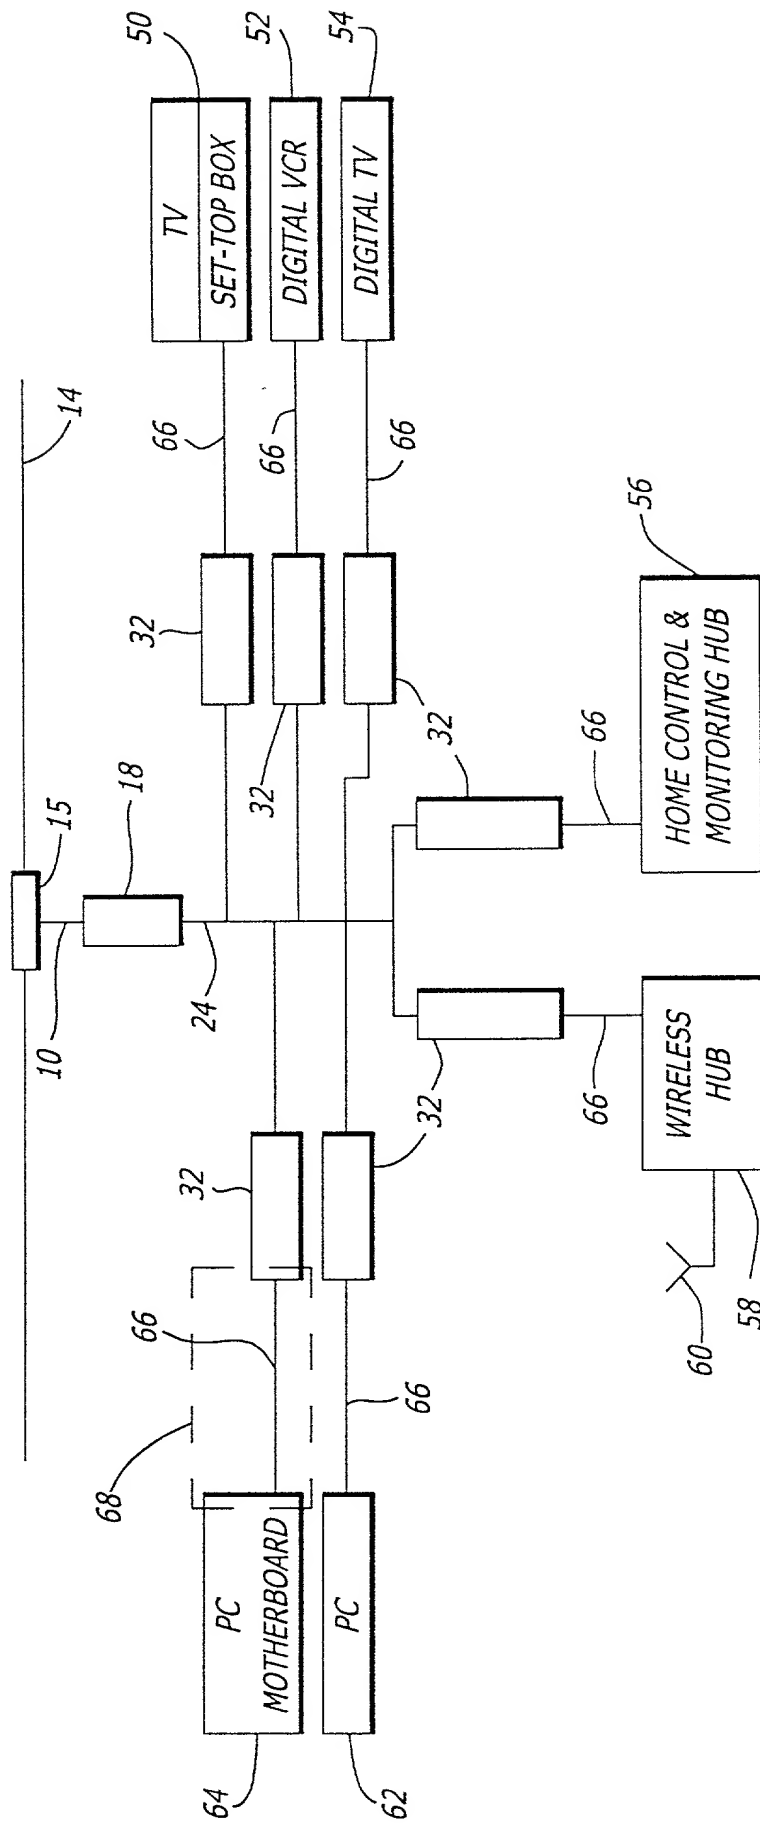 50
52
54
TV
SET-TOP BOX
DIGITAL VCR
DIGITAL TV
14
66
66
66
15
18
32
32
32
10
24
56
HOME CONTROL &
MONITORING HUB
66
32
32
66
WIRELESS
HUB
58
60
68
66
66
PC
MOTHERBOARD
PC
64
62